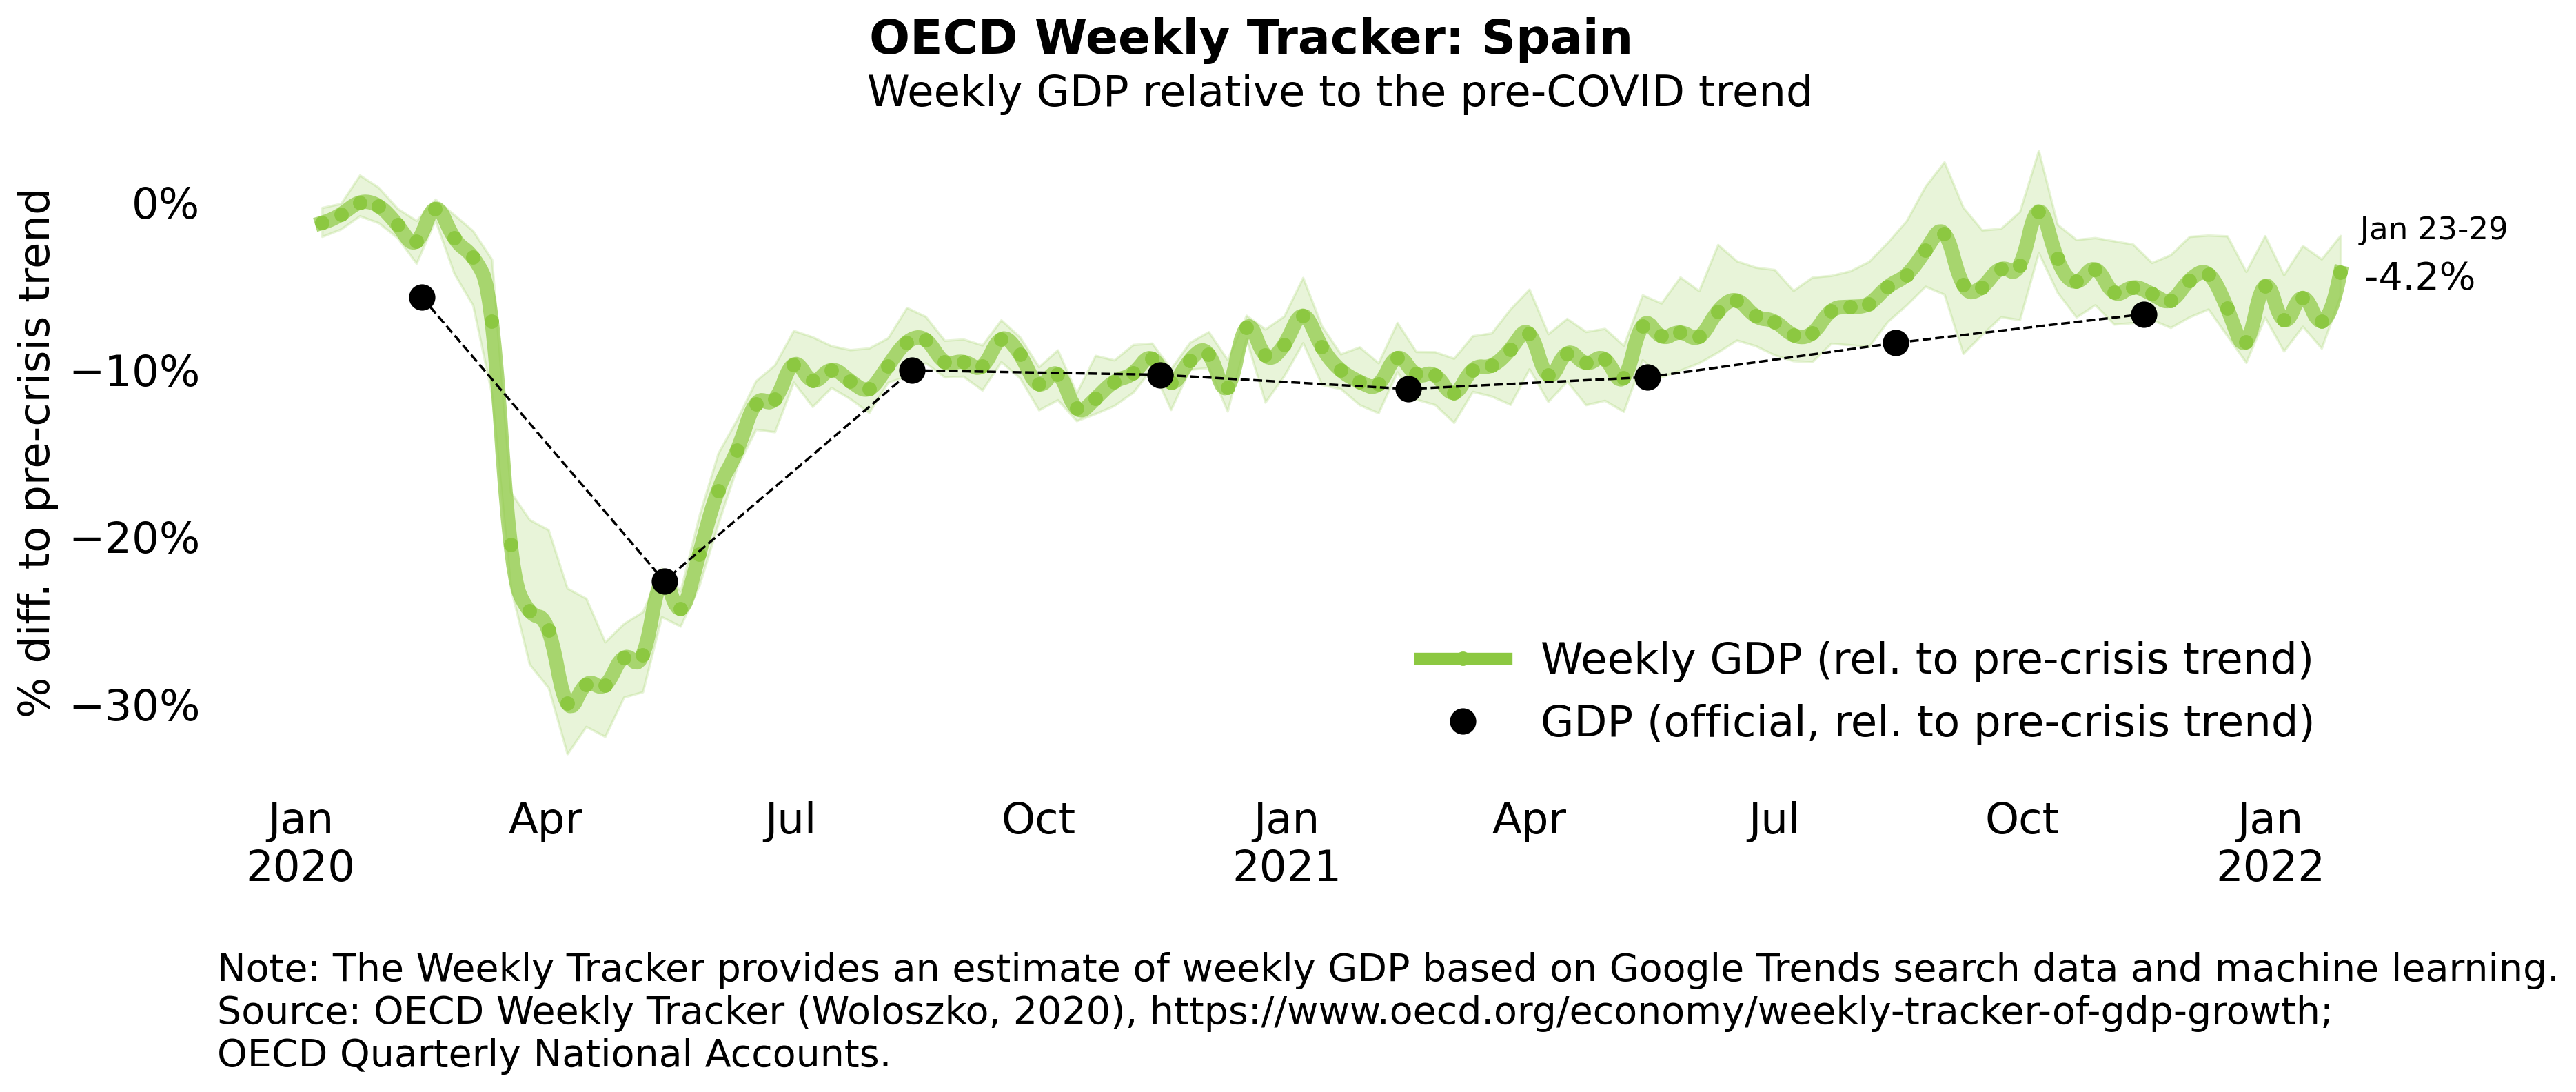 OECD Weekly Tracker: Spain
Weekly GDP relative to the pre-COVID trend
% diff. to pre-crisis trend
0%
−10%
−20%
−30%
Jan 23-29
-4.2%
Weekly GDP (rel. to pre-crisis trend)
GDP (official, rel. to pre-crisis trend)
Jan Apr Jul Oct Jan Apr Jul Oct Jan
2020 2021 2022
Note: The Weekly Tracker provides an estimate of weekly GDP based on Google Trends search data and machine learning.
Source: OECD Weekly Tracker (Woloszko, 2020), https://www.oecd.org/economy/weekly-tracker-of-gdp-growth;
OECD Quarterly National Accounts.